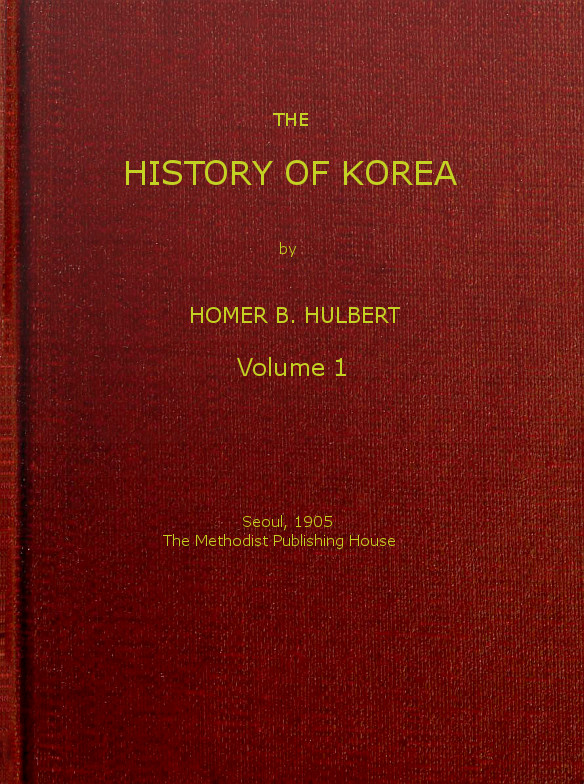 THE
HISTORY OF KOREA
by
HOMER B. HULBERT
Volume 1
Seoul, 1905
The Methodist Publishing House